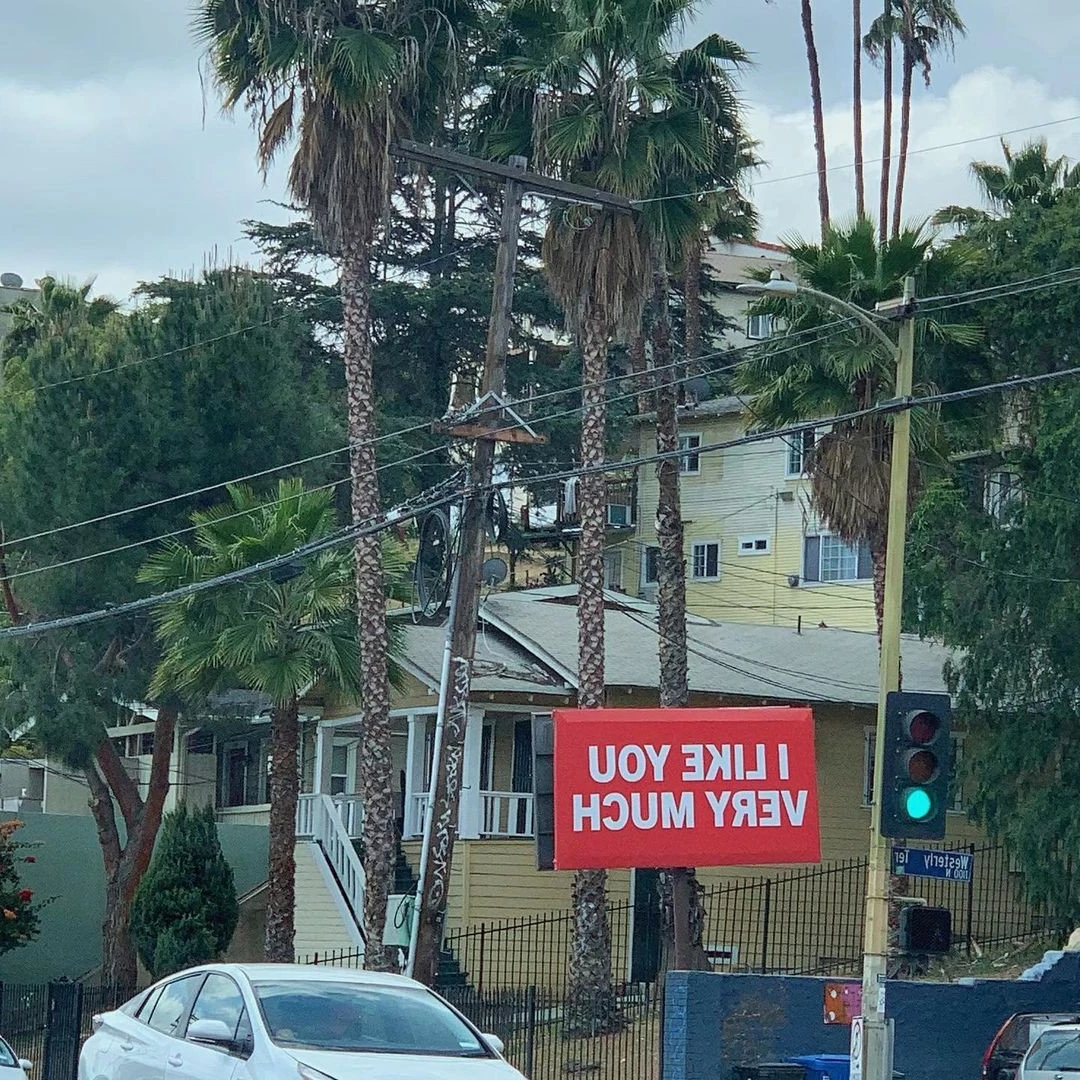 I LIKE YOU
VERY MUCH
Westerly Ter
1100 N